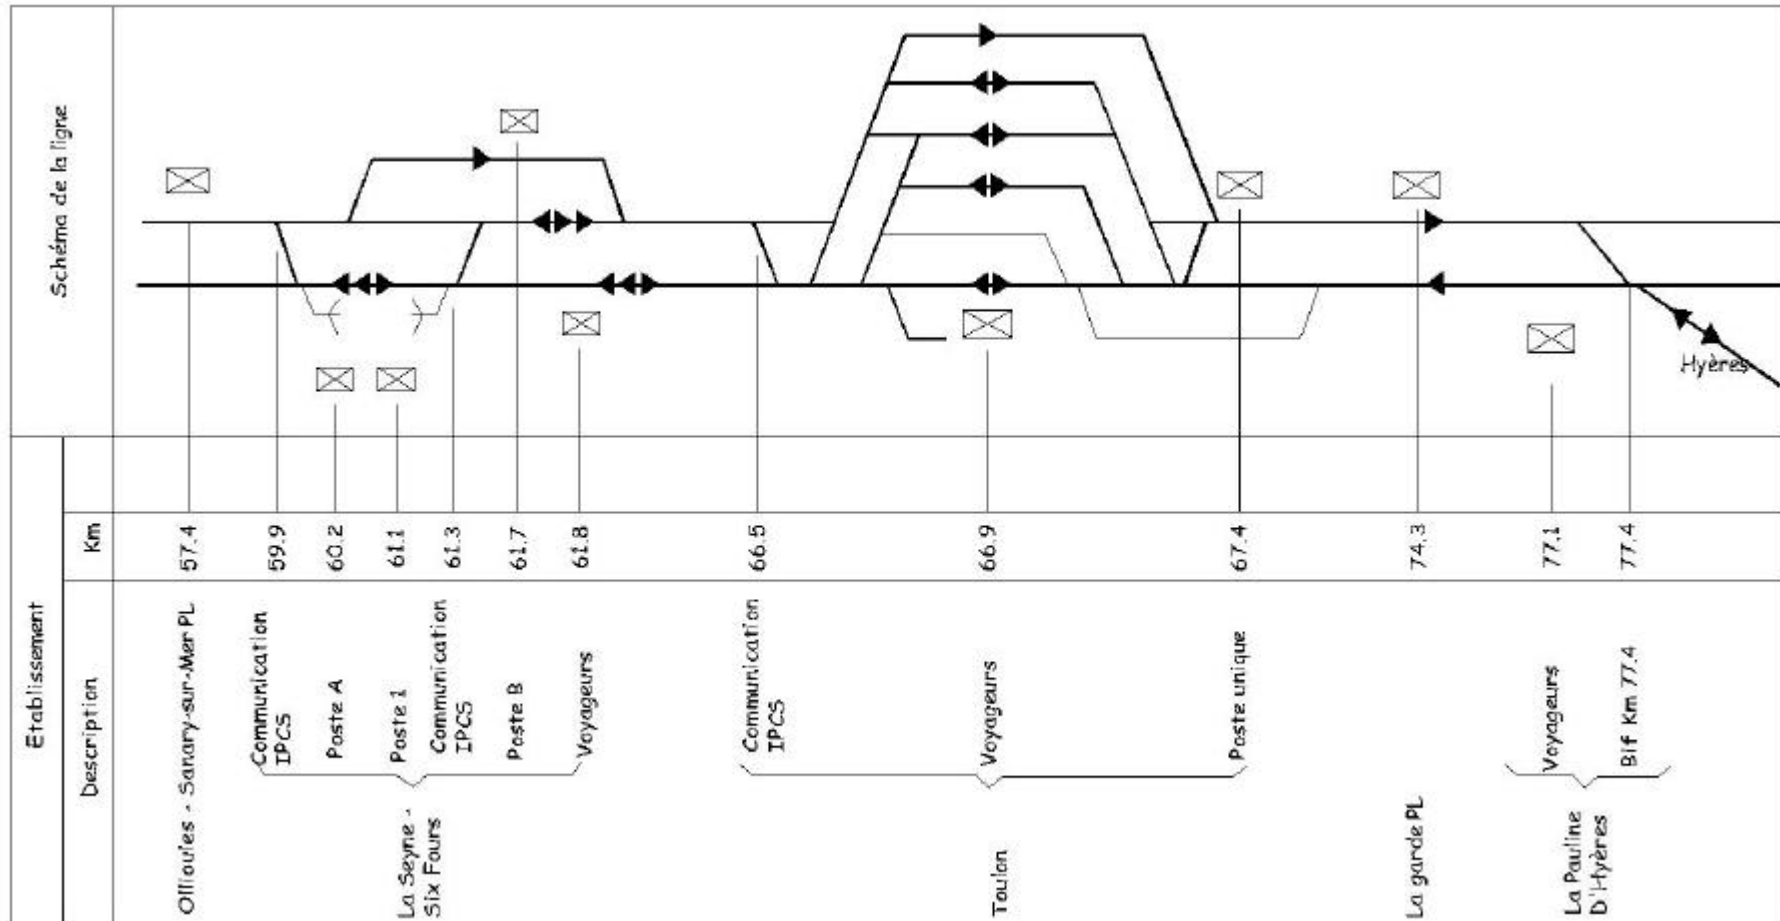 Schéma de la ligne
Hyères
Etablissement
Km
57.4
59.9
60.2
61.1
61.3
61.7
61.8
66.5
66.9
67.4
74.3
77.1
77.4
Description
Ollioules - Sanary-sur-Mer PL
Communication
IPCS
Poste A
Poste 1
Communication
IPCS
Poste B
Voyageurs
La Seyne -
Six Fours
Communication
IPCS
Voyageurs
Poste unique
Toulon
La garde PL
Voyageurs
Bif Km 77.4
La Pauline
D'Hyères